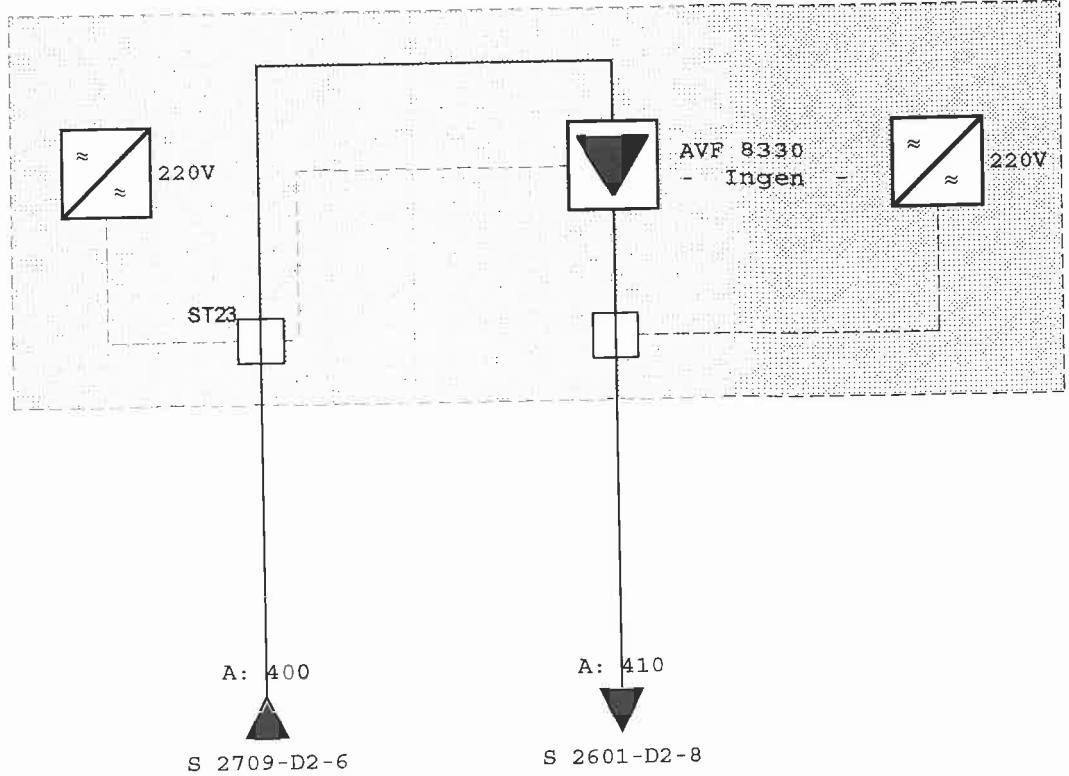 AVF 8330
- Ingen -
220V
220V
ST23
A: 400
A: 410
S 2709-D2-6
S 2601-D2-8